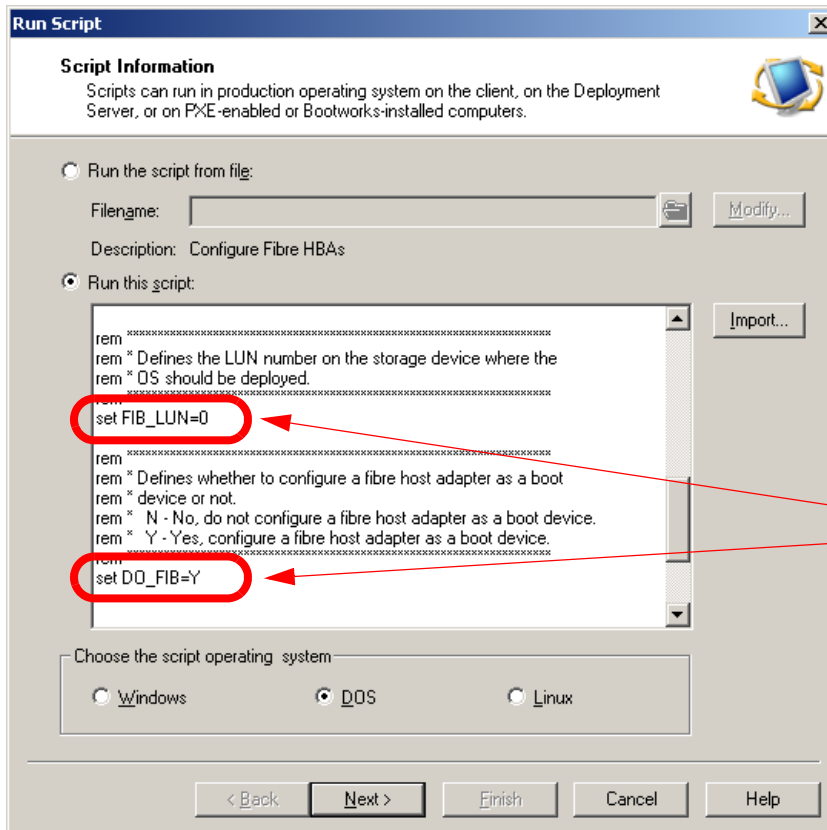 Run Script
Script Information
Scripts can run in production operating system on the client, on the Deployment
Server, or on PXE-enabled or Bootworks-installed computers.
Run the script from file:
Filename:
Modify...
Description: Configure Fibre HBAs
Run this script:
Import...
rem **********************************************************************
rem * Defines the LUN number on the storage device where the
rem * OS should be deployed.
rem **********************************************************************
set FIB_LUN=0
rem **********************************************************************
rem * Defines whether to configure a fibre host adapter as a boot
rem * device or not.
rem *   N - No, do not configure a fibre host adapter as a boot device.
rem *   Y - Yes, configure a fibre host adapter as a boot device.
rem **********************************************************************
set DO_FIB=Y
Choose the script operating system
Windows DOS Linux
< Back Next > Finish Cancel Help